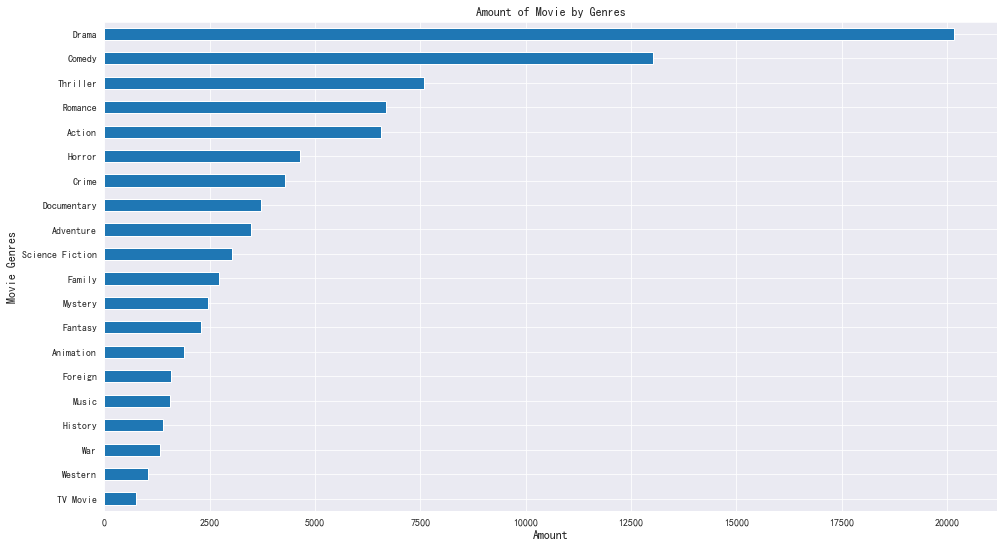 Amount of Movie by Genres
Movie Genres
Drama
Comedy
Thriller
Romance
Action
Horror
Crime
Documentary
Adventure
Science Fiction
Family
Mystery
Fantasy
Animation
Foreign
Music
History
War
Western
TV Movie
0 2500 5000 7500 10000 12500 15000 17500 20000
Amount